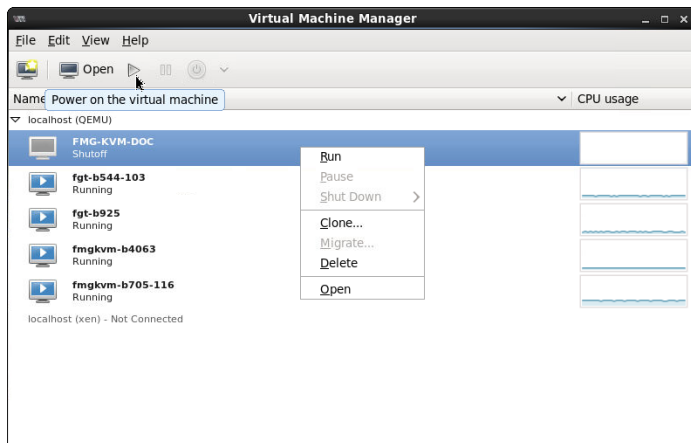 Virtual Machine Manager
File Edit View Help
Open
Name CPU usage
Power on the virtual machine
localhost (QEMU)
FMG-KVM-DOC
Shutoff
fgt-b544-103
Running
fgt-b925
Running
fmgkvm-b4063
Running
fmgkvm-b705-116
Running
localhost (xen) - Not Connected
Run
Pause
Shut Down
Clone...
Migrate...
Delete
Open